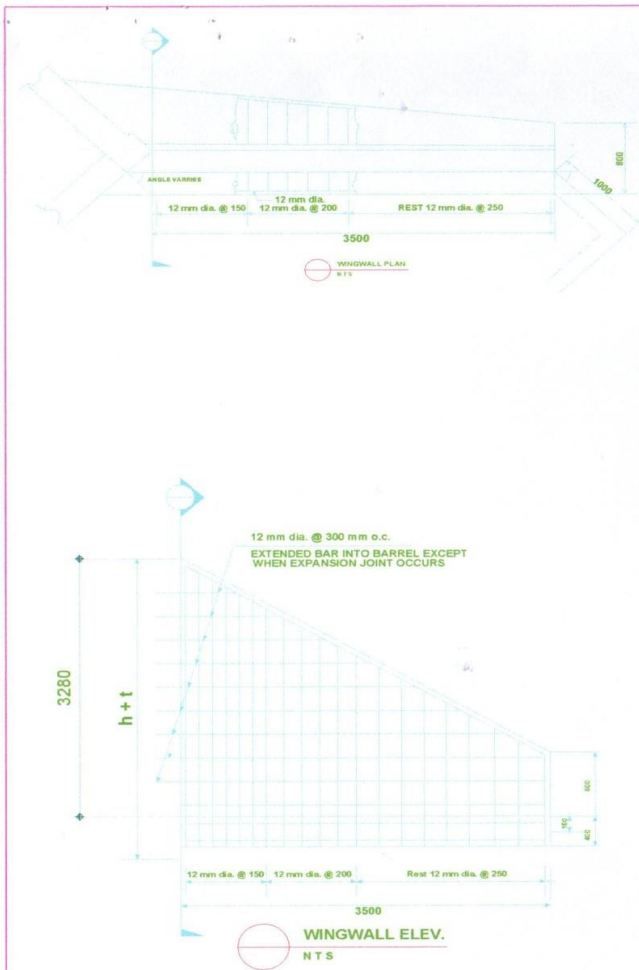 ANGLE VARRIES
800
1000
12 mm dia.
12 mm dia. @ 150
12 mm dia. @ 200
REST 12 mm dia. @ 250
3500
WINGWALL PLAN
N T S
12 mm dia. @ 300 mm o.c.
EXTENDED BAR INTO BARREL EXCEPT
WHEN EXPANSION JOINT OCCURS
3280
h + t
400
12 mm dia. @ 150
12 mm dia. @ 200
Rest 12 mm dia. @ 250
3500
WINGWALL ELEV.
N T S